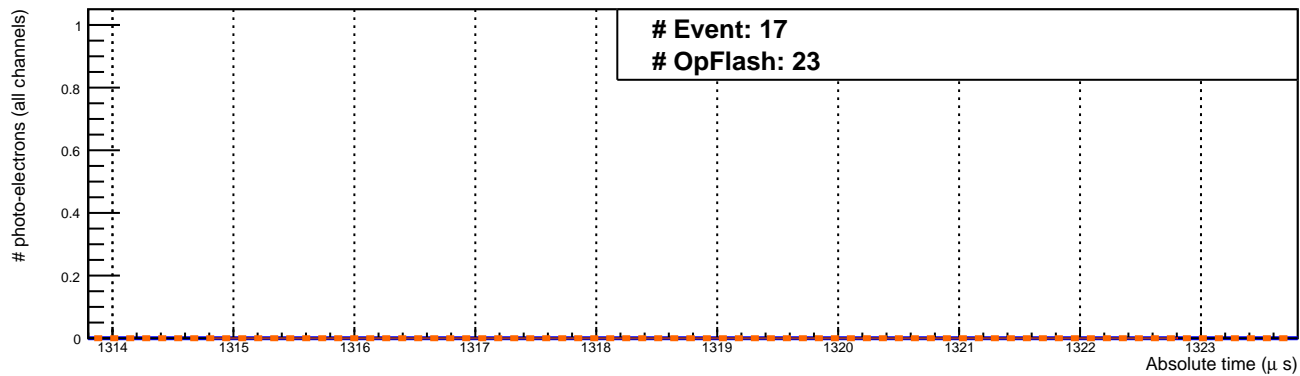 # Event: 17
# OpFlash: 23
# photo-electrons (all channels)
1
0.8
0.6
0.4
0.2
0
1314 1315 1316 1317 1318 1319 1320 1321 1322 1323
Absolute time (μ s)